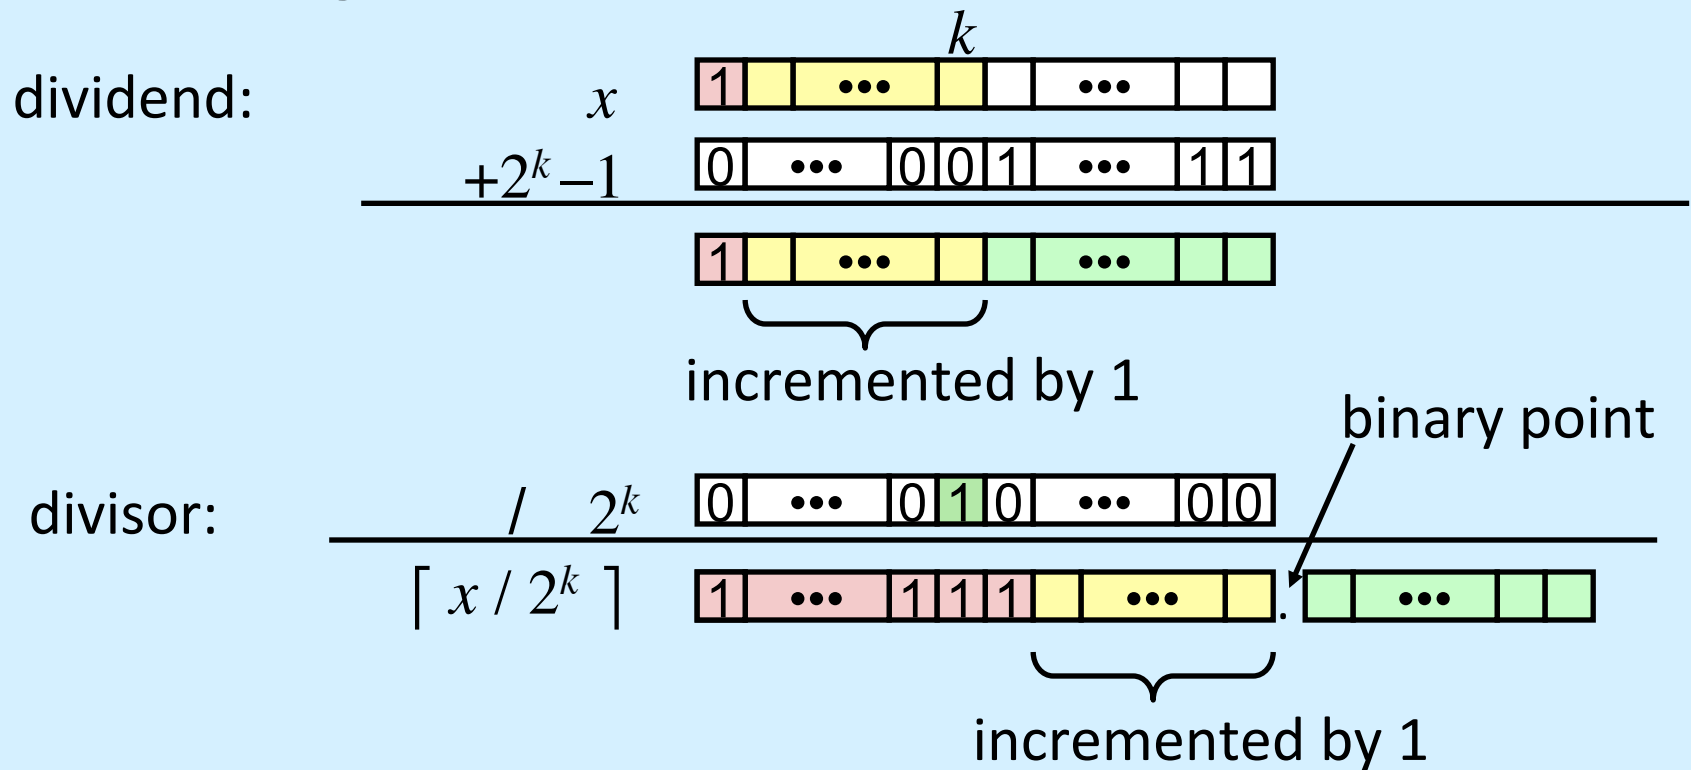 k
dividend: x 1 ••• •••
+2^k –1 0 ••• 0 0 1 ••• 1 1
1 ••• •••
incremented by 1
binary point
divisor: / 2^k 0 ••• 0 1 0 ••• 0 0
⌈ x / 2^k ⌉ 1 ••• 1 1 1 ••• . •••
incremented by 1